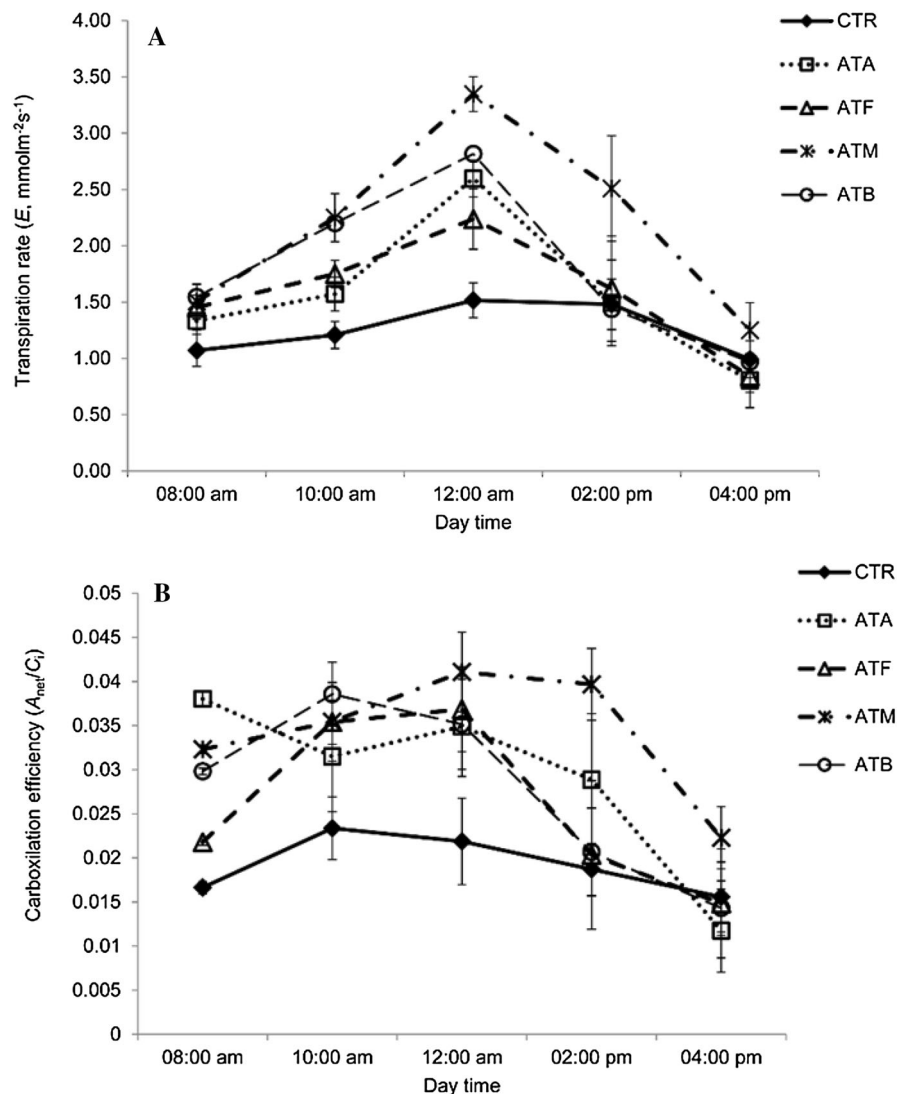 A
Transpiration rate (E, mmolm⁻²s⁻¹)
4.00
3.50
3.00
2.50
2.00
1.50
1.00
0.50
0.00
08:00 am 10:00 am 12:00 am 02:00 pm 04:00 pm
Day time
CTR
ATA
ATF
ATM
ATB
B
Carboxilation efficiency (Anet/Ci)
0.05
0.045
0.04
0.035
0.03
0.025
0.02
0.015
0.01
0.005
0
08:00 am 10:00 am 12:00 am 02:00 pm 04:00 pm
Day time
CTR
ATA
ATF
ATM
ATB